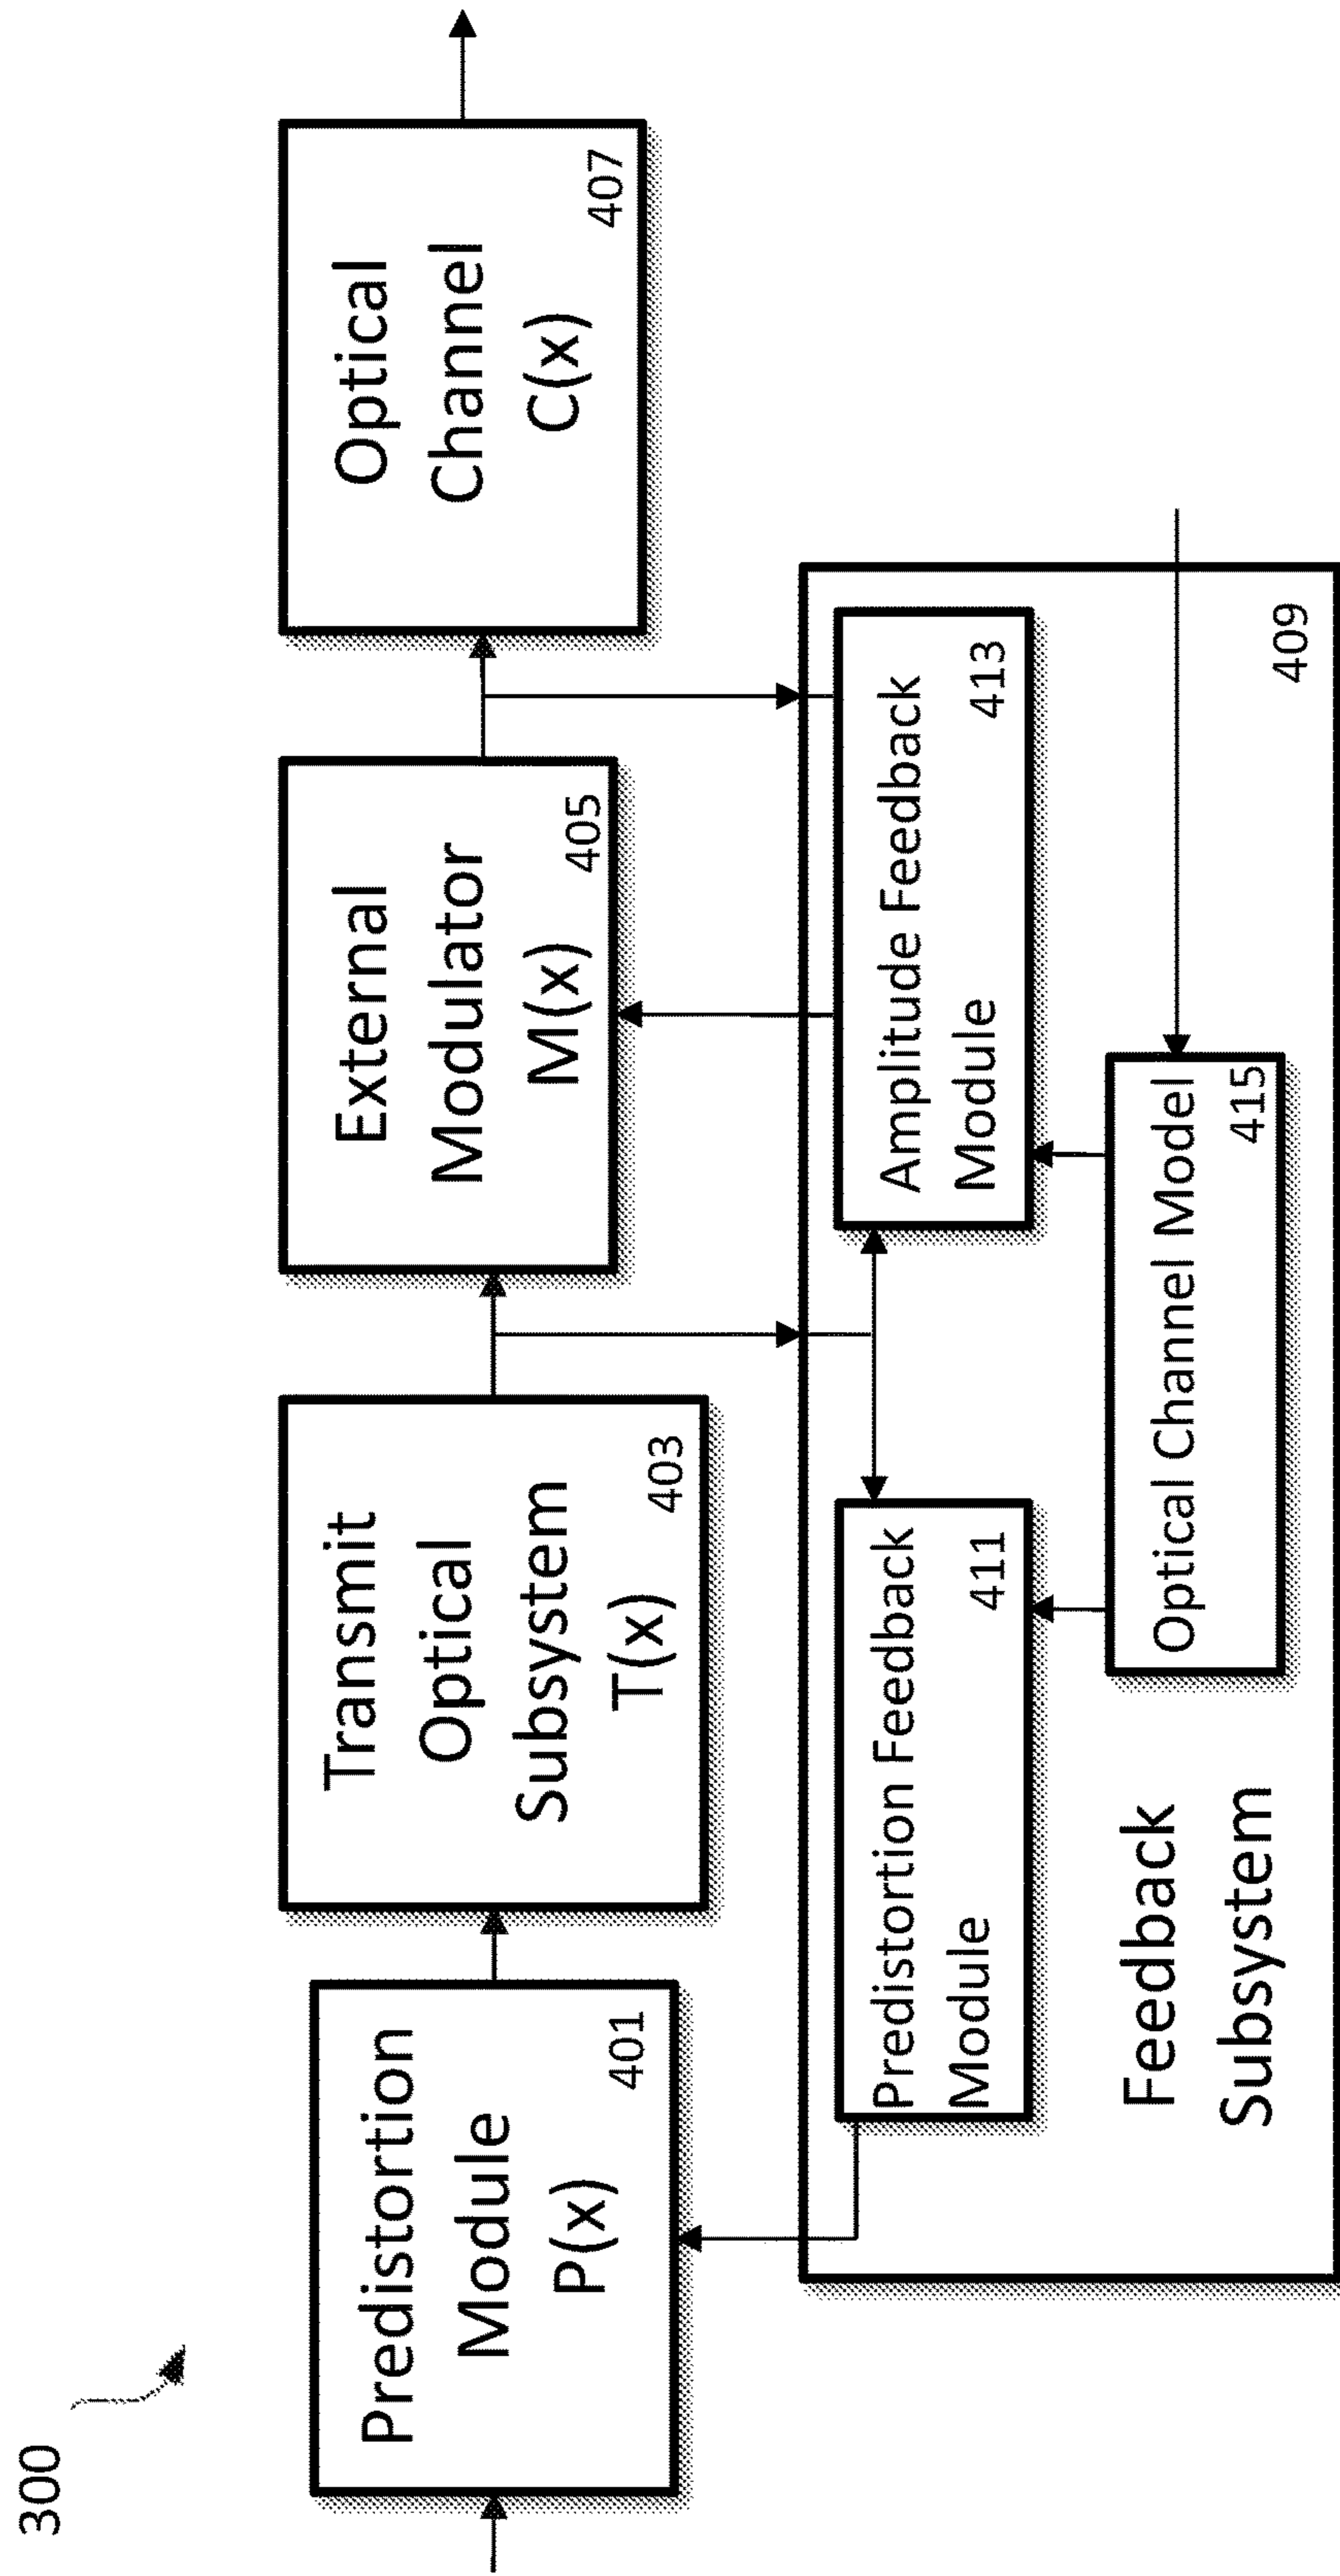 300
Predistortion
Module
P(x)
401
Transmit
Optical
Subsystem
T(x)
403
External
Modulator
M(x)
405
Optical
Channel
C(x)
407
Predistortion Feedback
Module
411
Amplitude Feedback
Module
413
Optical Channel Model
415
Feedback
Subsystem
409